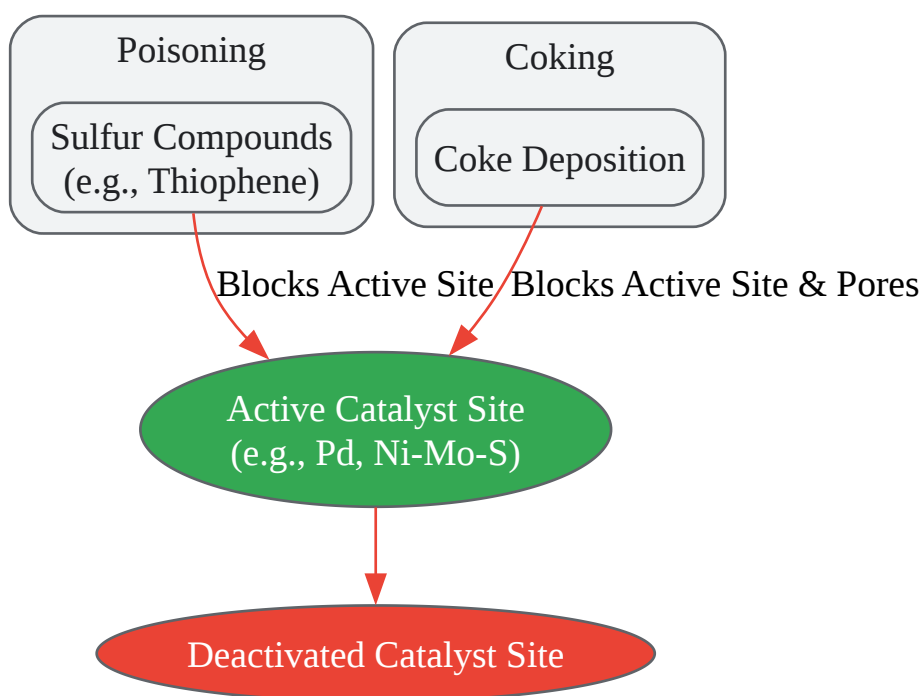 Poisoning
Coking
Sulfur Compounds
(e.g., Thiophene)
Coke Deposition
Blocks Active Site
Blocks Active Site & Pores
Active Catalyst Site
(e.g., Pd, Ni-Mo-S)
Deactivated Catalyst Site